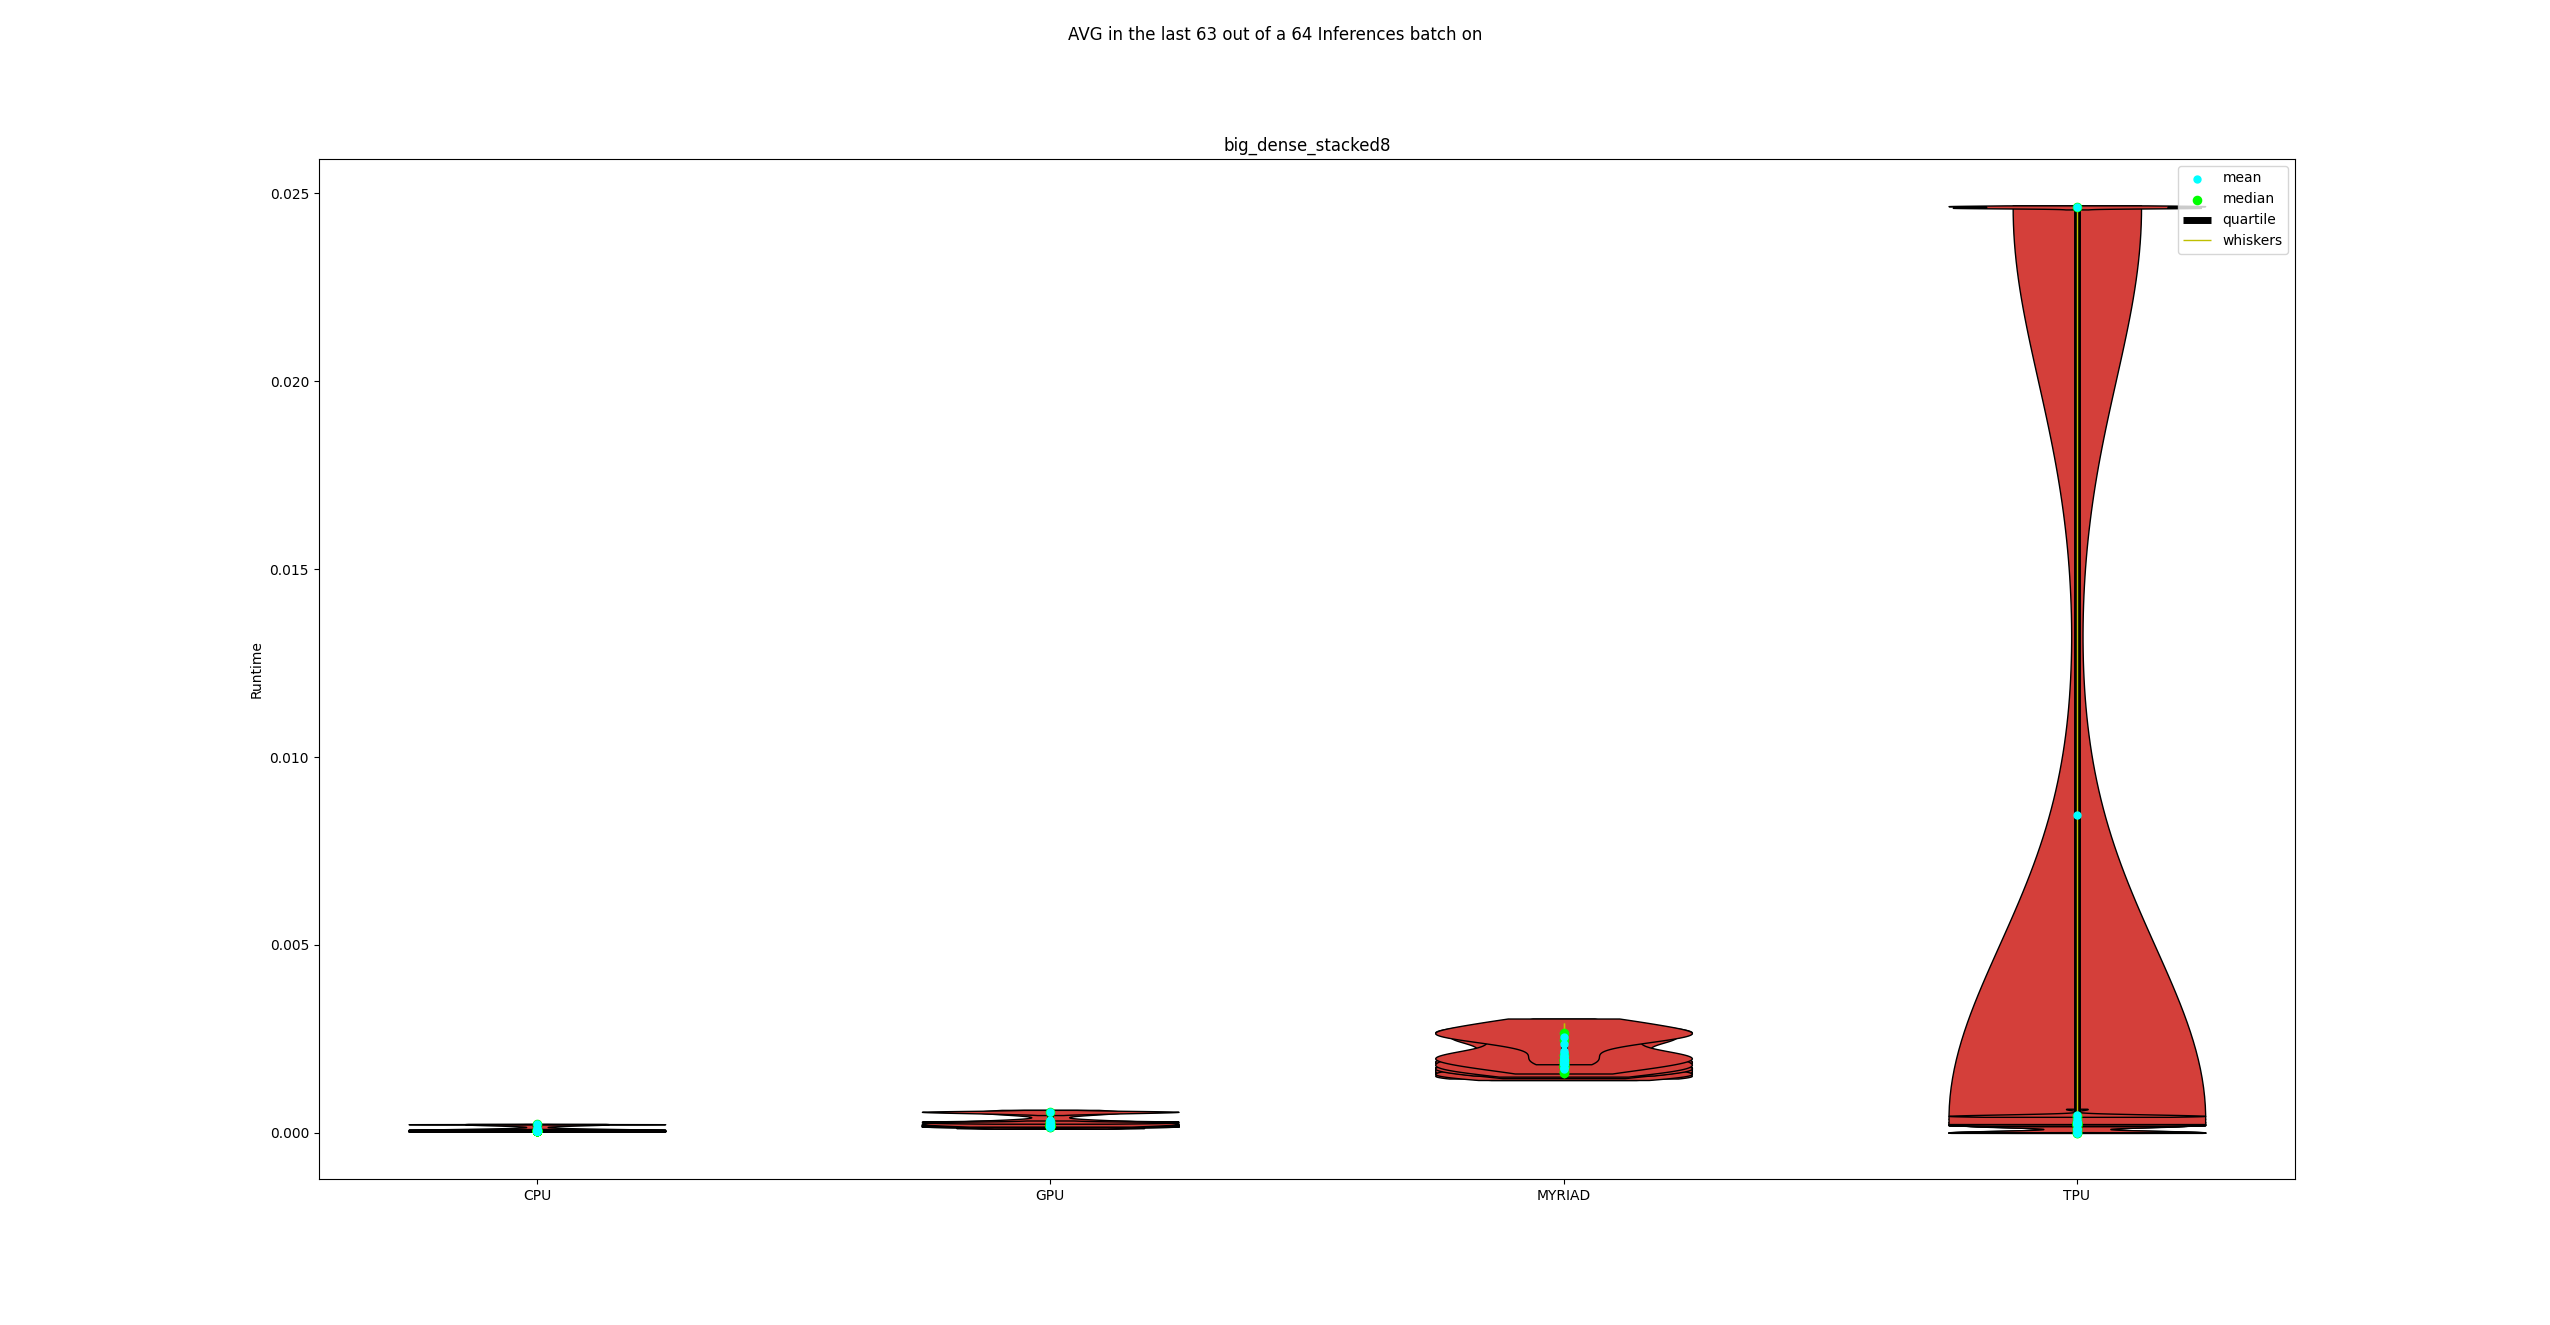 AVG in the last 63 out of a 64 Inferences batch on
big_dense_stacked8
mean
median
quartile
whiskers
0.025
0.020
0.015
0.010
0.005
0.000
Runtime
CPU
GPU
MYRIAD
TPU